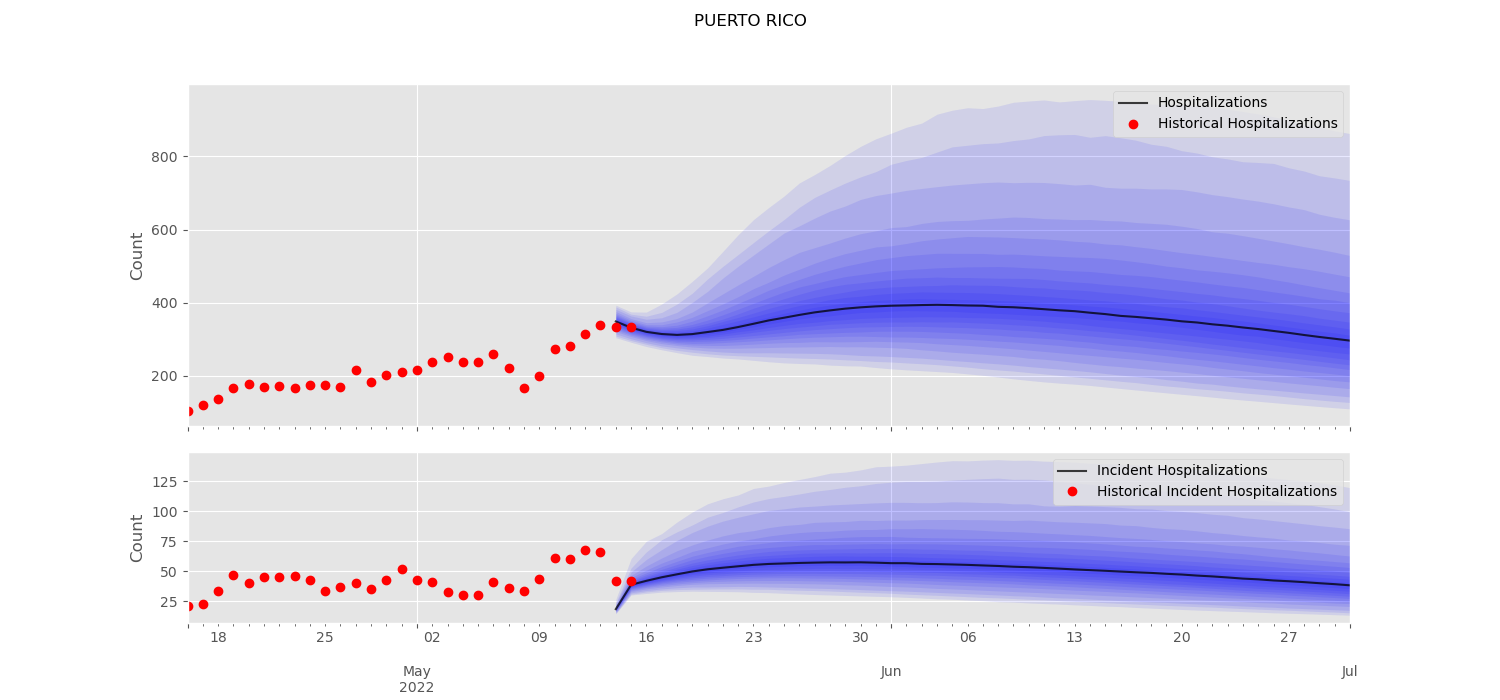 PUERTO RICO
Hospitalizations
Historical Hospitalizations
Count
800
600
400
200
Incident Hospitalizations
Historical Incident Hospitalizations
Count
125
100
75
50
25
18 25 02 09 16 23 30 06 13 20 27
May Jun Jul
2022